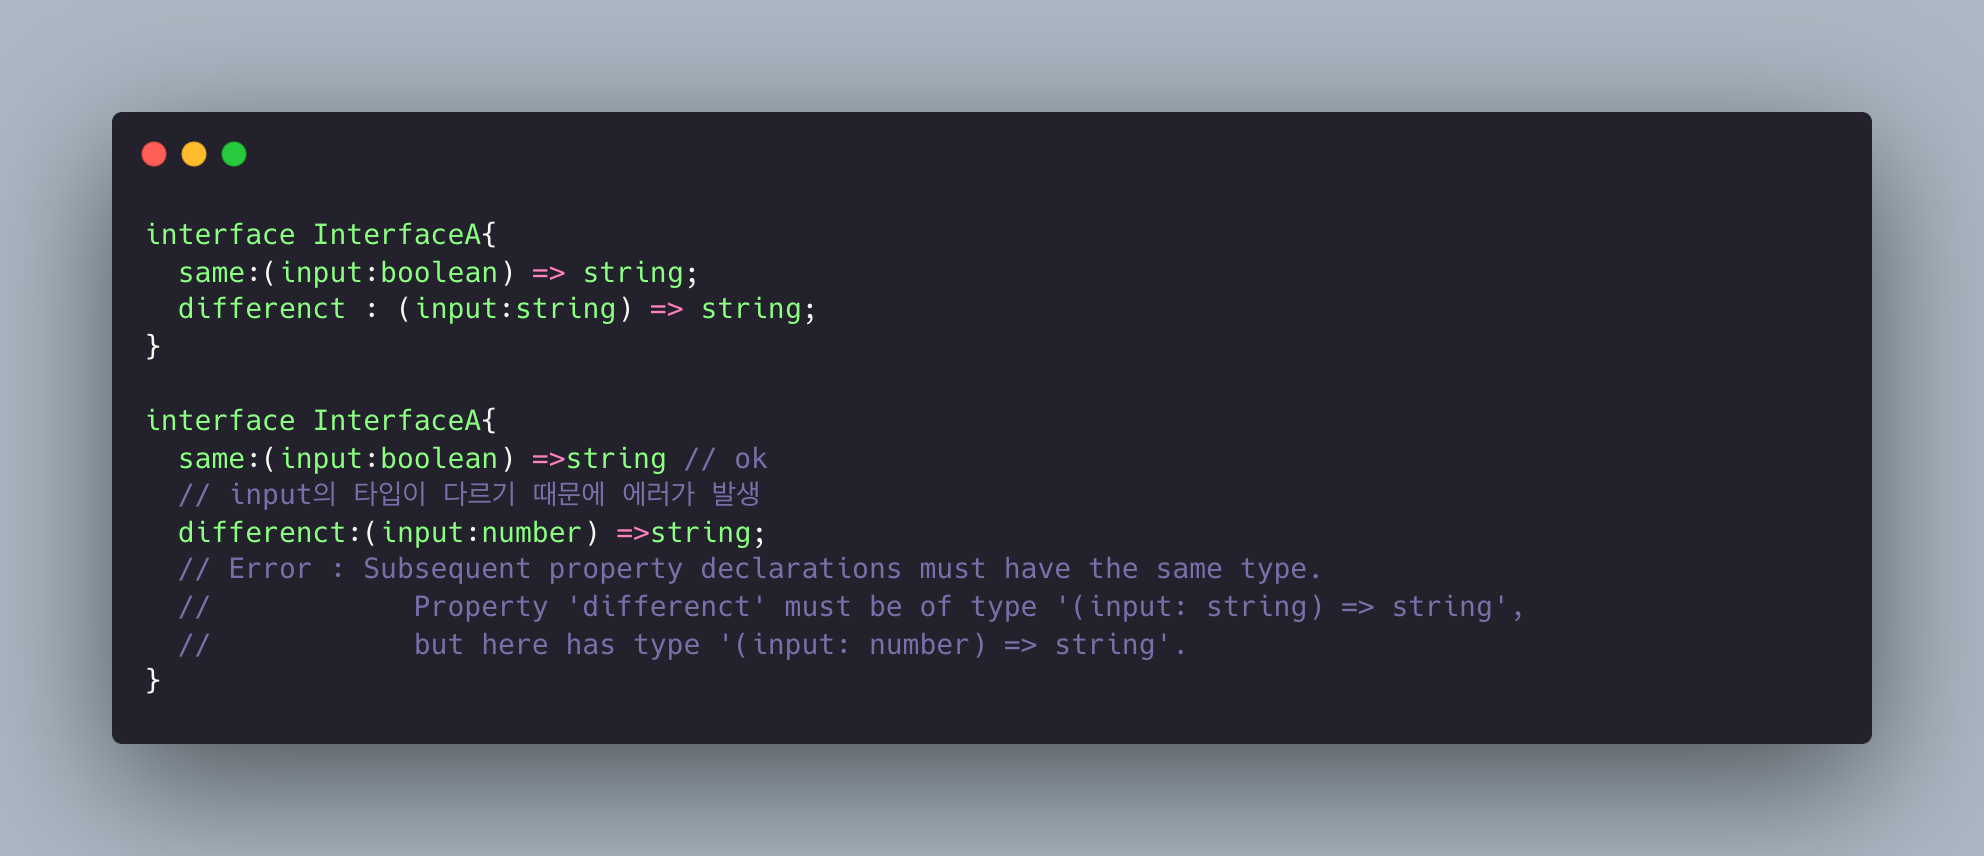 interface InterfaceA{
  same:(input:boolean) => string;
  differenct : (input:string) => string;
}
interface InterfaceA{
  same:(input:boolean) =>string // ok
  // input의 타입이 다르기 때문에 에러가 발생
  differenct:(input:number) =>string;
  // Error : Subsequent property declarations must have the same type.
  //            Property 'differenct' must be of type '(input: string) => string',
  //            but here has type '(input: number) => string'.
}